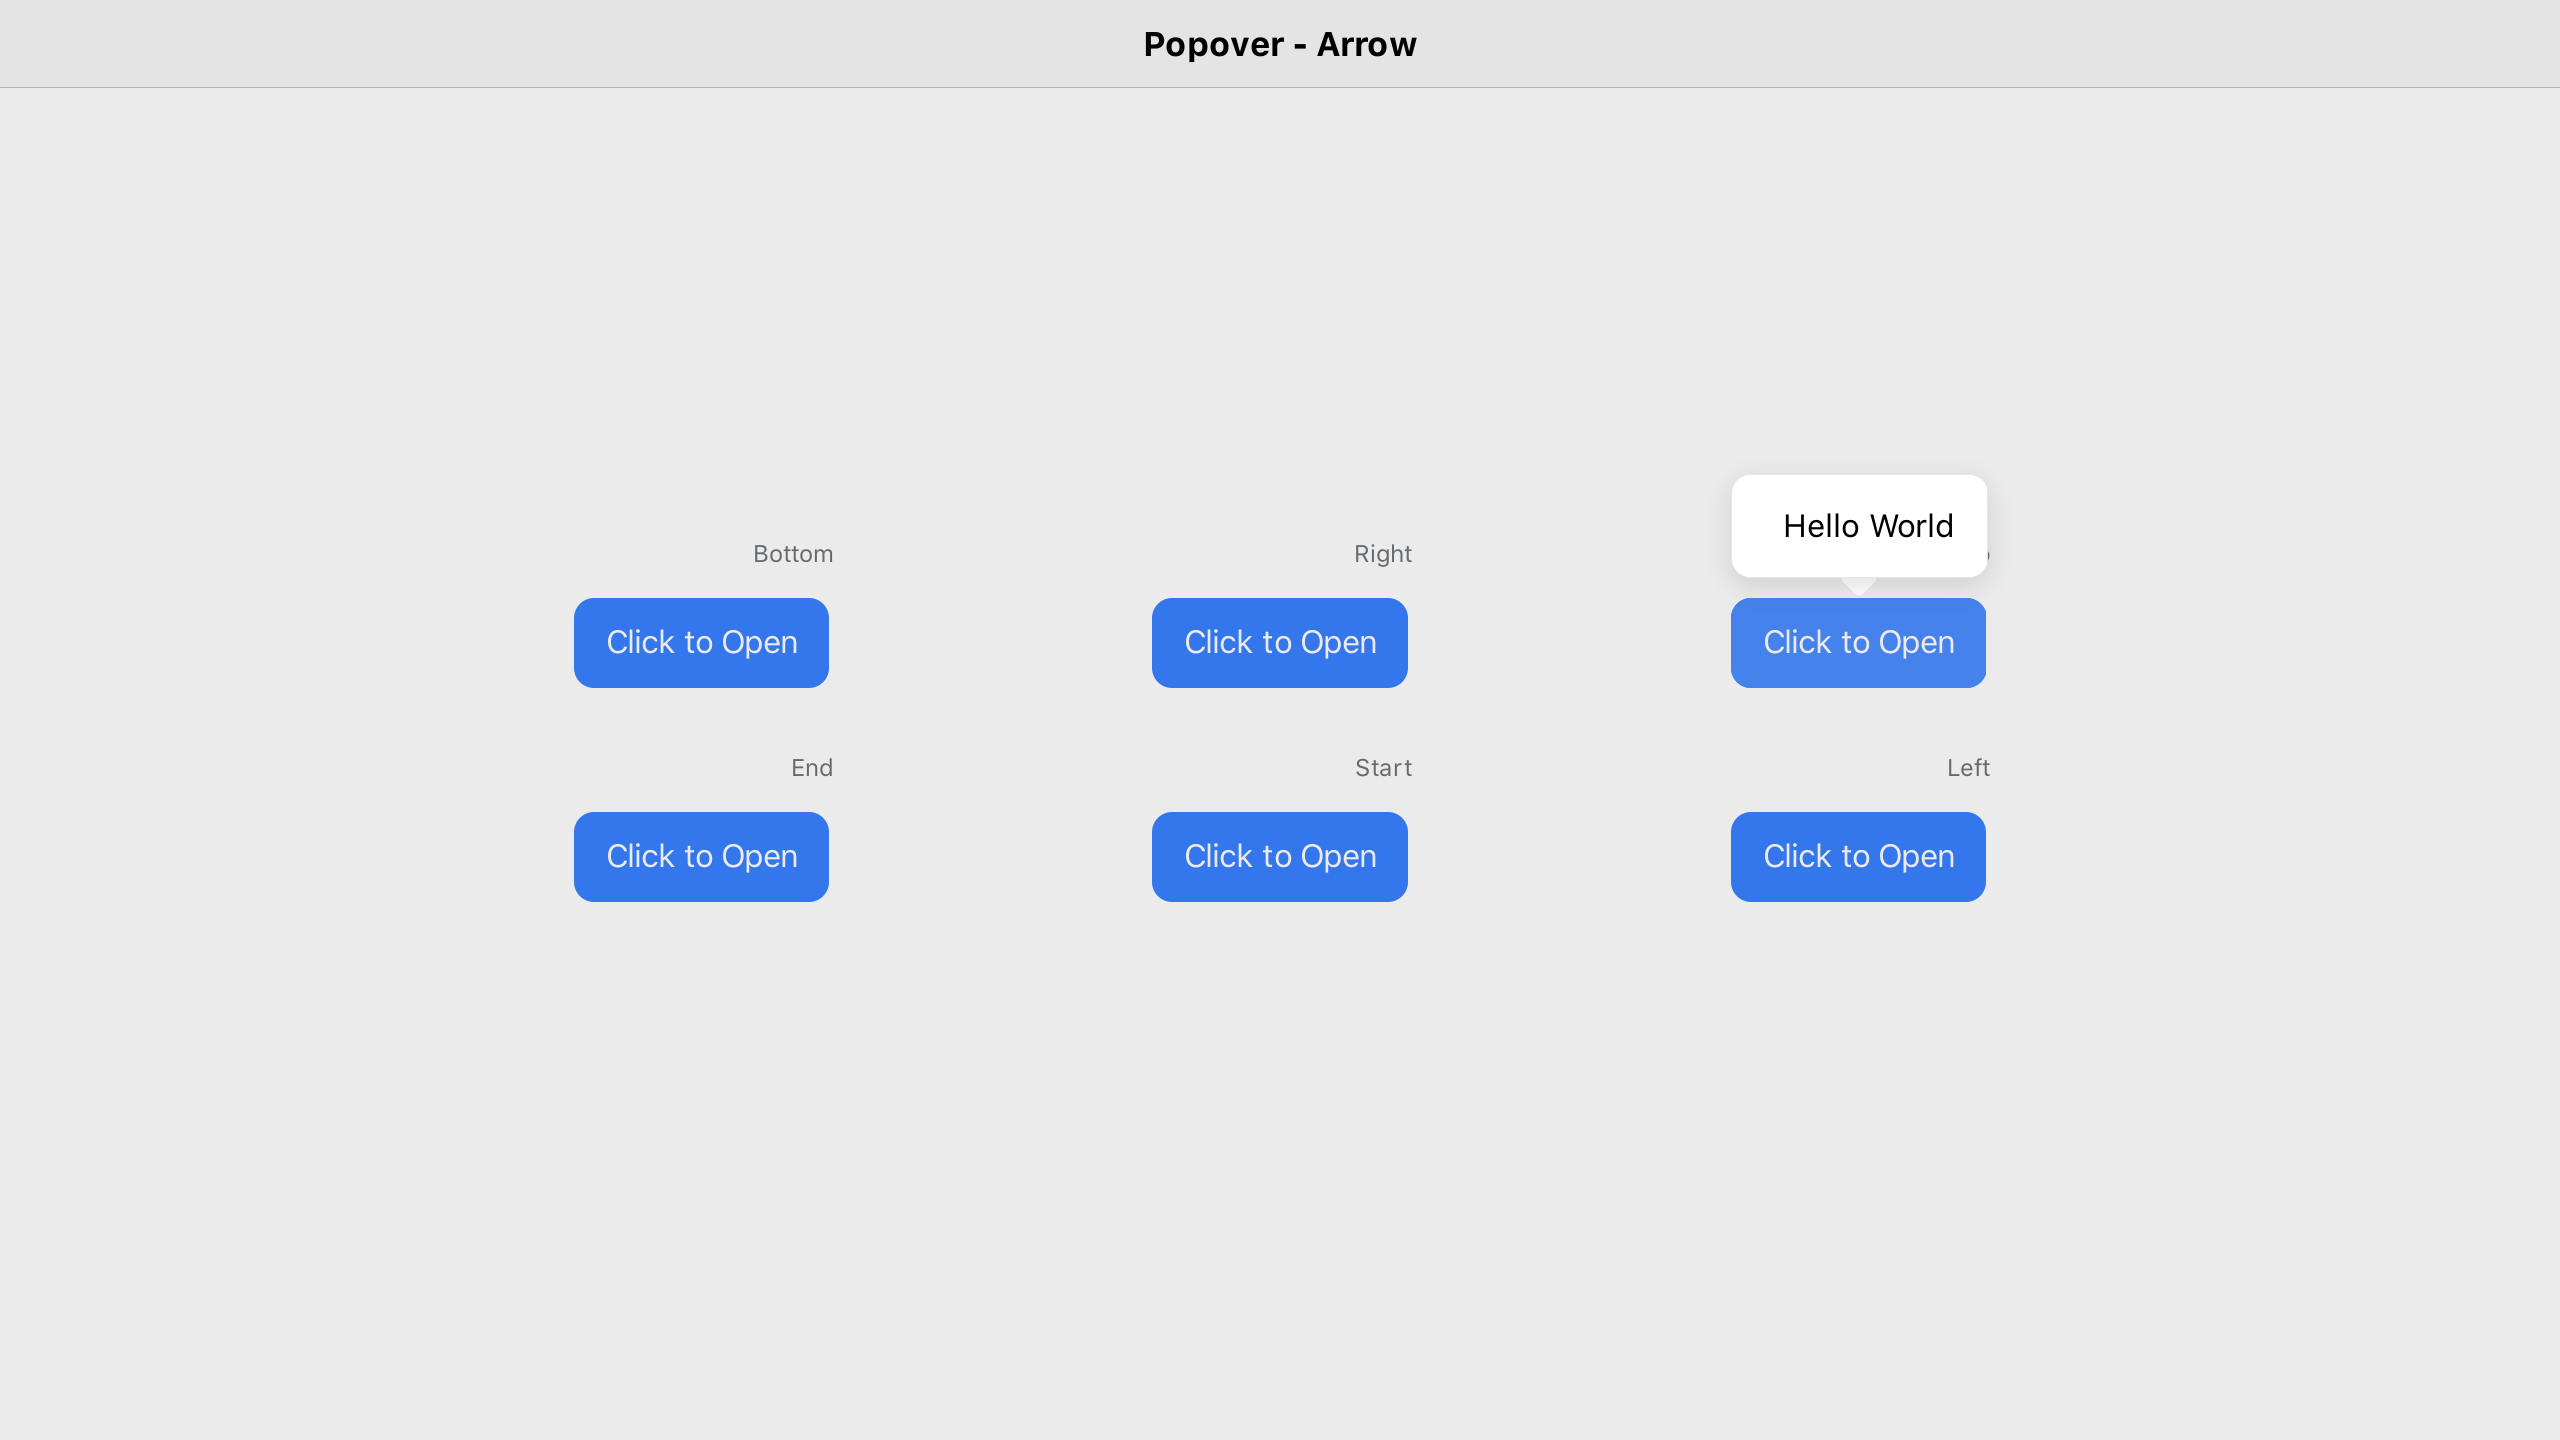 Popover - Arrow
Hello World
Bottom
Right
Click to Open
Click to Open
Click to Open
End
Start
Left
Click to Open
Click to Open
Click to Open